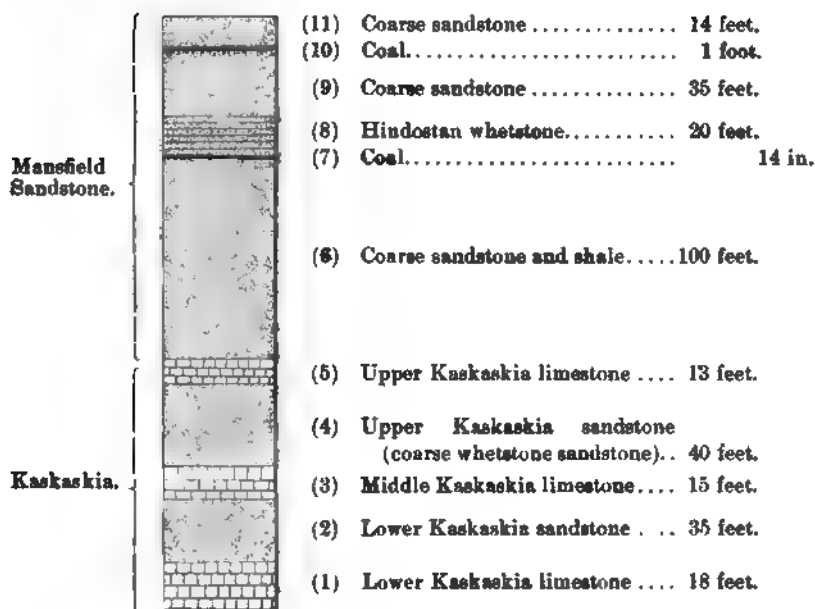 (11) Coarse sandstone .............. 14 feet.
(10) Coal....................... 1 foot.
(9) Coarse sandstone ............. 35 feet.
(8) Hindostan whetstone........... 20 feet.
(7) Coal......................... 14 in.
Mansfield
Sandstone.
(6) Coarse sandstone and shale.....100 feet.
(5) Upper Kaskaskia limestone .... 13 feet.
(4) Upper Kaskaskia sandstone
(coarse whetstone sandstone).. 40 feet.
Kaskaskia.
(3) Middle Kaskaskia limestone.... 15 feet.
(2) Lower Kaskaskia sandstone . .. 35 feet.
(1) Lower Kaskaskia limestone .... 18 feet.